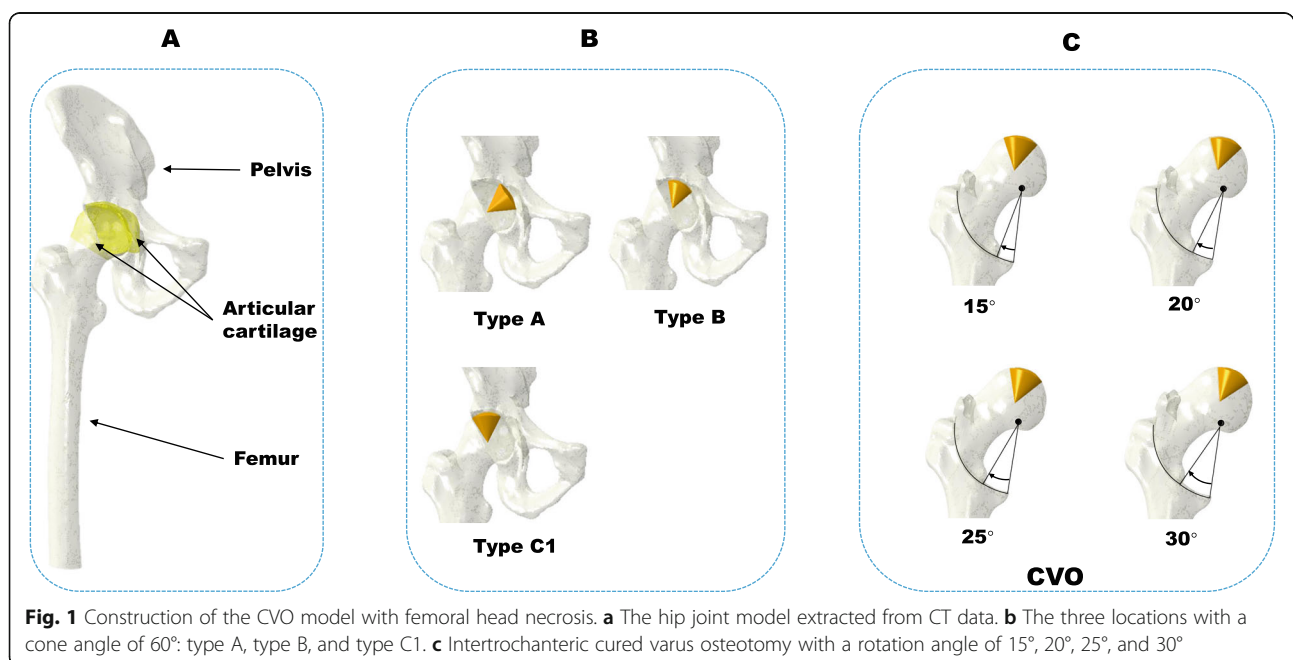 A
B
C
Pelvis
Articular
cartilage
Femur
Type A
Type B
Type C1
15°
20°
25°
30°
CVO
Fig. 1 Construction of the CVO model with femoral head necrosis. a The hip joint model extracted from CT data. b The three locations with a
cone angle of 60°: type A, type B, and type C1. c Intertrochanteric cured varus osteotomy with a rotation angle of 15°, 20°, 25°, and 30°